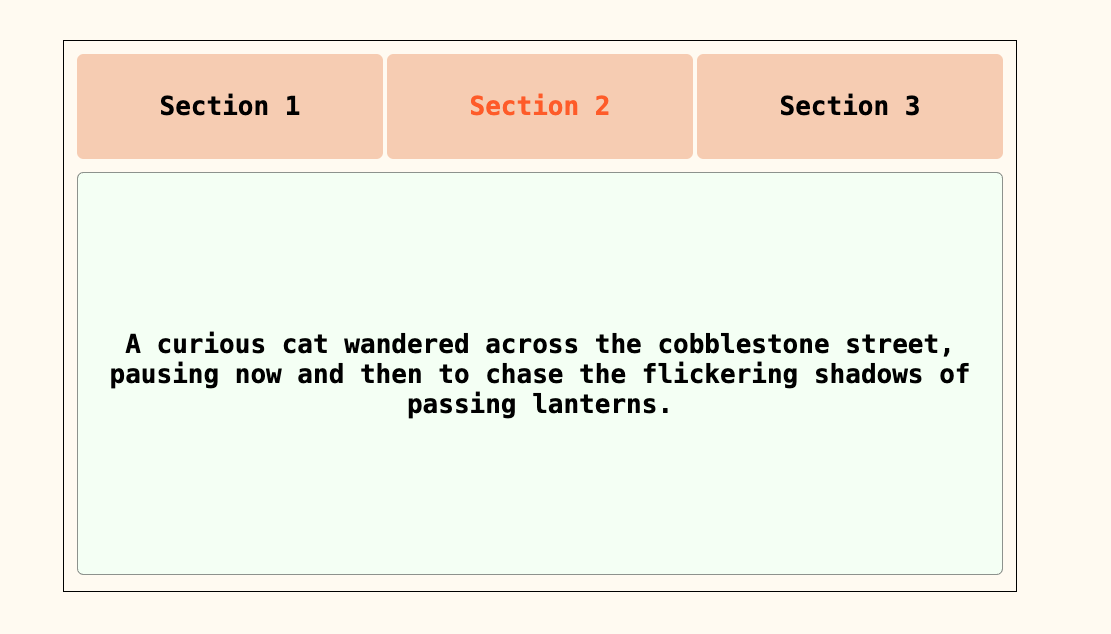 Section 1
Section 2
Section 3
A curious cat wandered across the cobblestone street,
pausing now and then to chase the flickering shadows of
passing lanterns.